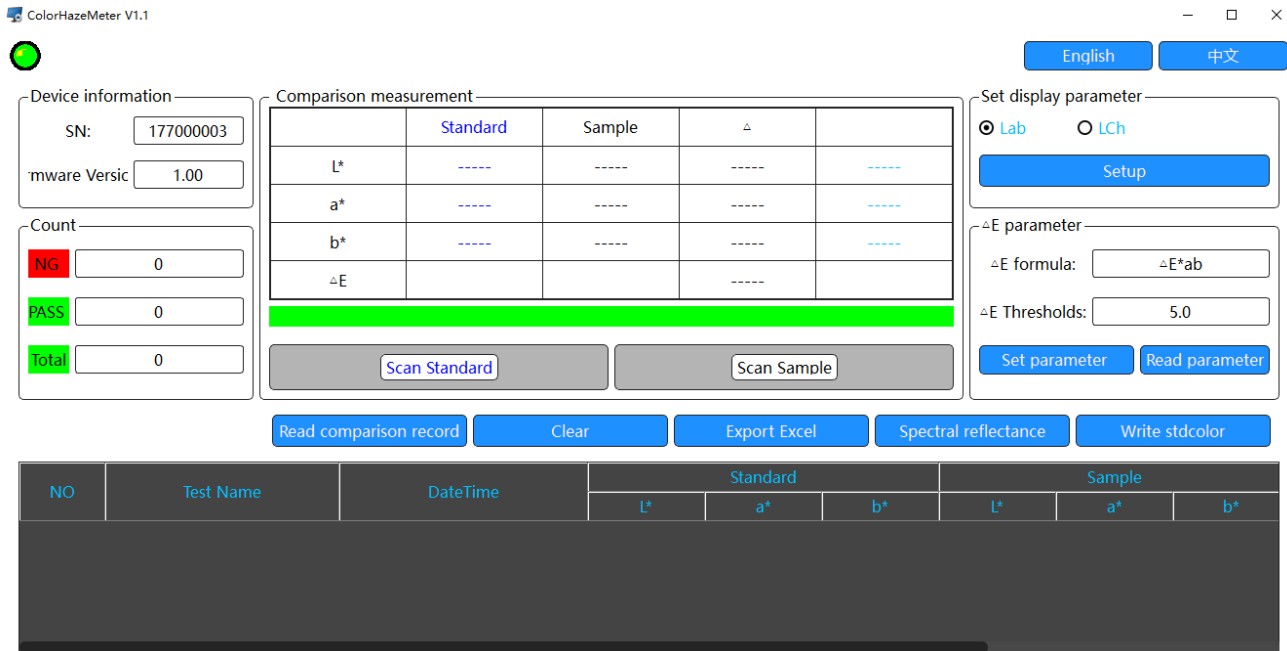 ColorHazeMeter V1.1
English 中文
Device information
SN: 177000003
mware Versic 1.00
Count
NG 0
PASS 0
Total 0
Comparison measurement
Standard Sample △
L* ----- ----- ----- -----
a* ----- ----- ----- -----
b* ----- ----- ----- -----
△E -----
Scan Standard Scan Sample
Set display parameter
Lab LCh
Setup
△E parameter
△E formula: △E*ab
△E Thresholds: 5.0
Set parameter Read parameter
Read comparison record Clear Export Excel Spectral reflectance Write stdcolor
NO Test Name DateTime Standard Sample
L* a* b* L* a* b*